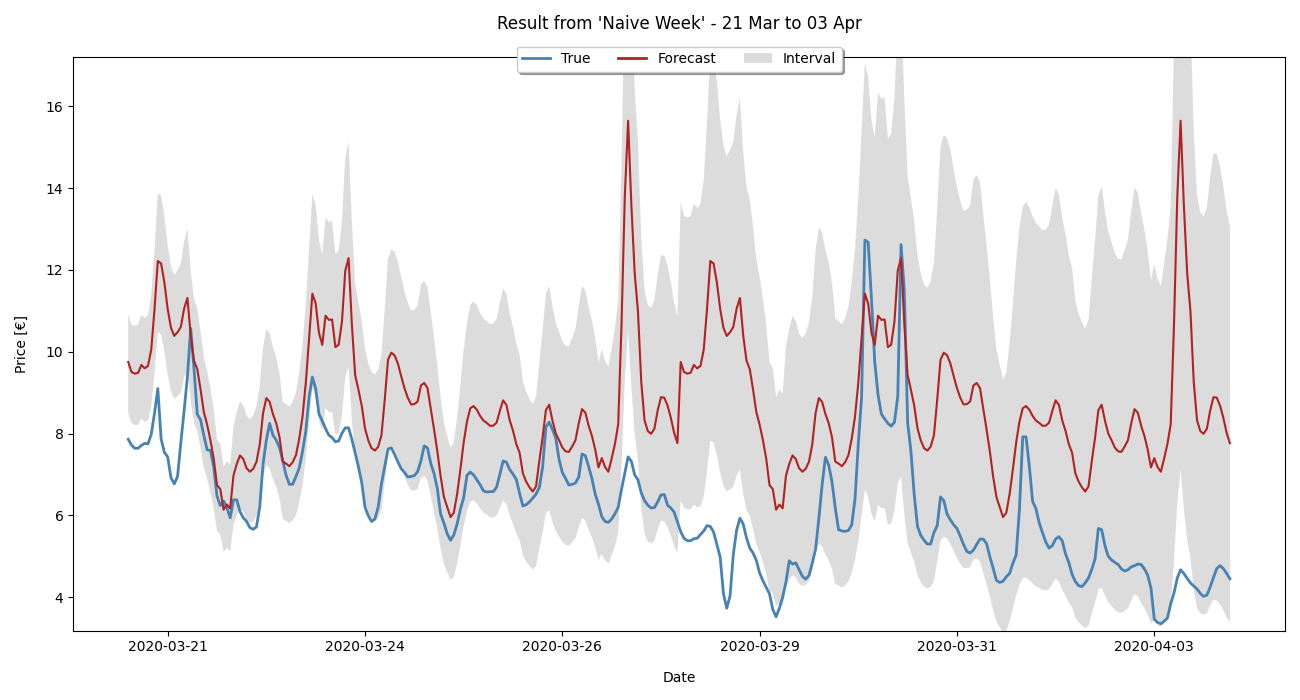 Result from 'Naive Week' - 21 Mar to 03 Apr
True Forecast Interval
16
14
12
10
8
6
4
Price [€]
2020-03-21 2020-03-24 2020-03-26 2020-03-29 2020-03-31 2020-04-03
Date